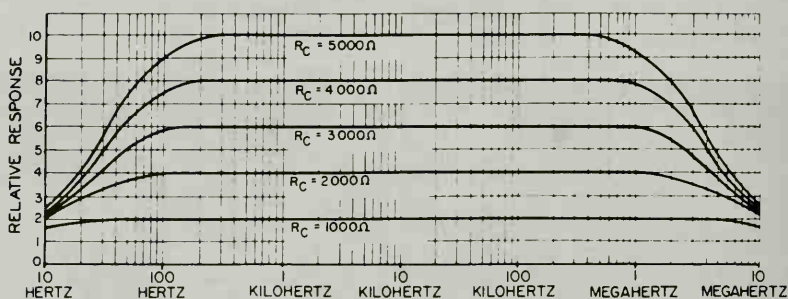 RELATIVE RESPONSE
10
9
8
7
6
5
4
3
2
1
0
R_C = 5000Ω
R_C = 4000Ω
R_C = 3000Ω
R_C = 2000Ω
R_C = 1000Ω
10 100 1 10 100 1 10
HERTZ HERTZ KILOHERTZ KILOHERTZ KILOHERTZ MEGAHERTZ MEGAHERTZ